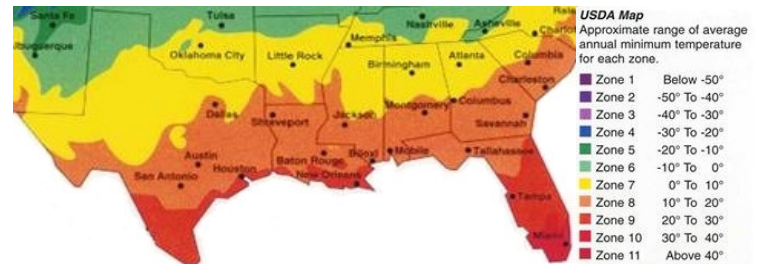 Santa Fe
Tulsa
Nashville
Asheville
Albuquerque
Oklahoma City
Memphis
Little Rock
Birmingham
Atlanta
Columbia
Charleston
Dallas
Shreveport
Jackson
Montgomery
Columbus
Savannah
Austin
San Antonio
Houston
Baton Rouge
Biloxi
New Orleans
Mobile
Tallahassee
Tampa
Miami
USDA Map
Approximate range of average
annual minimum temperature
for each zone.
Zone 1 Below -50°
Zone 2 -50° To -40°
Zone 3 -40° To -30°
Zone 4 -30° To -20°
Zone 5 -20° To -10°
Zone 6 -10° To 0°
Zone 7 0° To 10°
Zone 8 10° To 20°
Zone 9 20° To 30°
Zone 10 30° To 40°
Zone 11 Above 40°